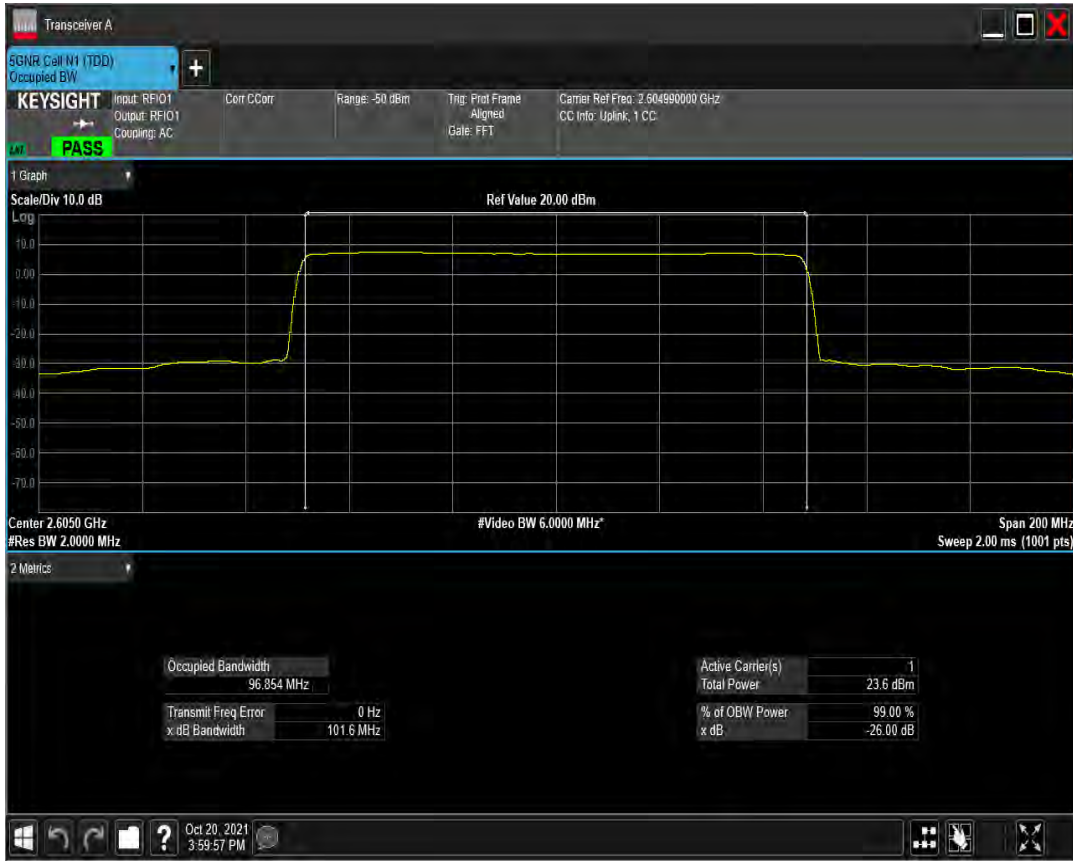 Transceiver A
5GNR Cell N1 (TDD)
Occupied BW
+
KEYSIGHT
Input: RFIO1
Output: RFIO1
Coupling: AC
PASS
Corr CCorr
Range: -50 dBm
Trig: Prot Frame
Aligned
Gate: FFT
Carrier Ref Freq: 2.604990000 GHz
CC Info: Uplink, 1 CC
1 Graph
Scale/Div 10.0 dB
Ref Value 20.00 dBm
Log
10.0
0.00
-10.0
-20.0
-30.0
-40.0
-50.0
-60.0
-70.0
Center 2.6050 GHz
#Video BW 6.0000 MHz*
Span 200 MHz
#Res BW 2.0000 MHz
Sweep 2.00 ms (1001 pts)
2 Metrics
Occupied Bandwidth
96.854 MHz
Transmit Freq Error 0 Hz
x dB Bandwidth 101.6 MHz
Active Carrier(s) 1
Total Power 23.6 dBm
% of OBW Power 99.00 %
x dB -26.00 dB
?
Oct 20, 2021
3:59:57 PM